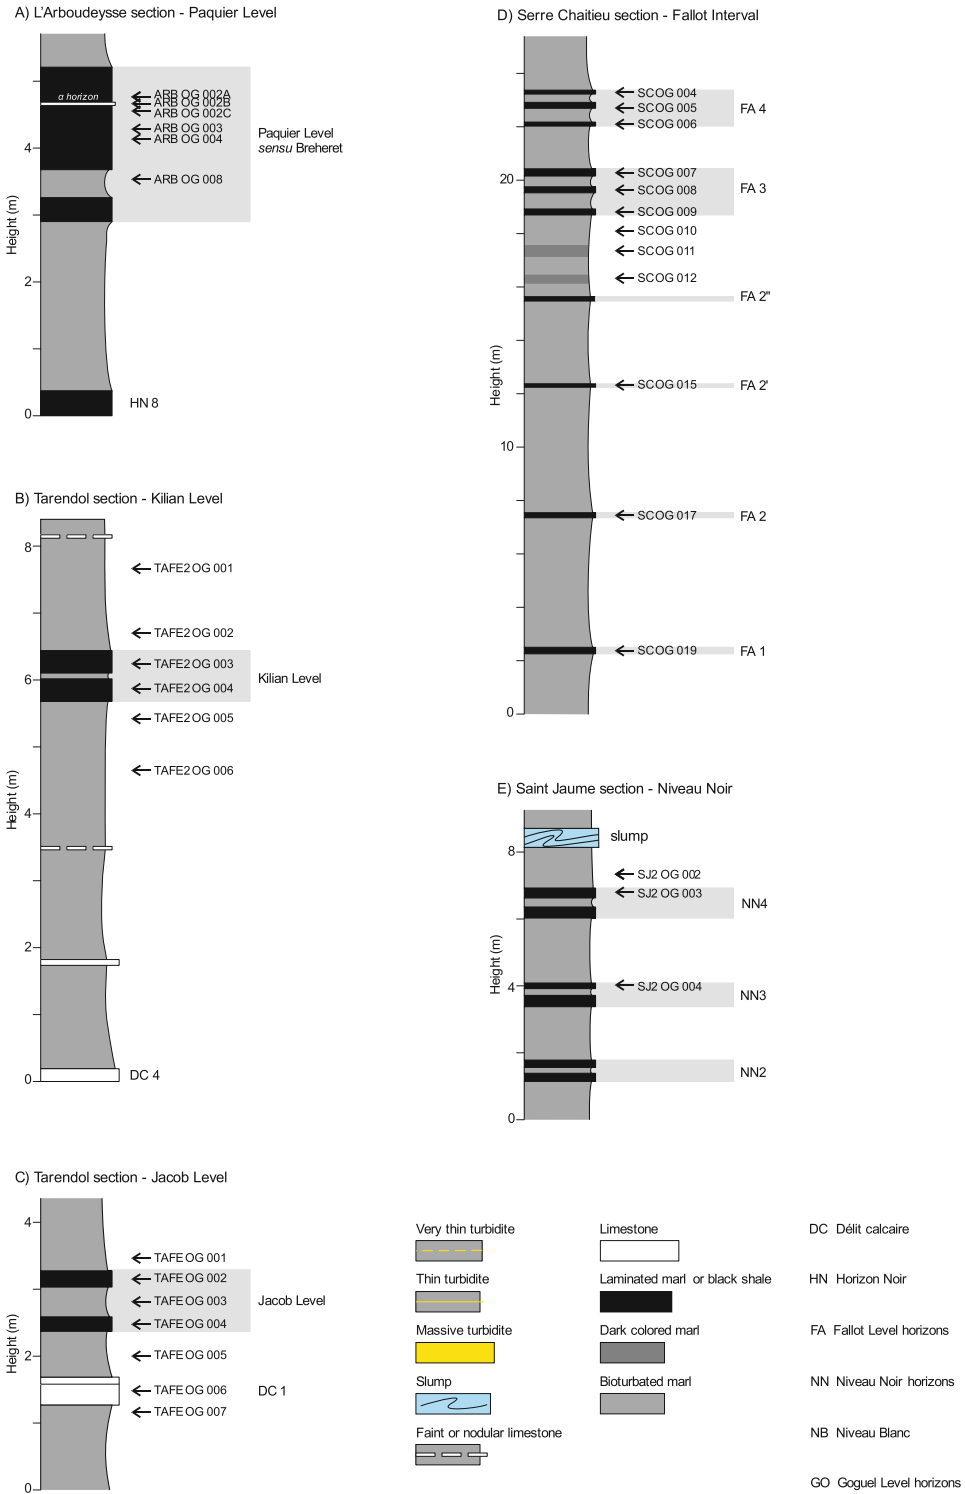 A) L'Arboudeysse section - Paquier Level
α horizon
ARB OG 002A
ARB OG 002B
ARB OG 002C
ARB OG 003
ARB OG 004
ARB OG 008
Paquier Level
sensu Breheret
4
2
0
Height (m)
HN 8
B) Tarendol section - Kilian Level
8
6
4
2
0
Height (m)
TAFE2 OG 001
TAFE2 OG 002
TAFE2 OG 003
TAFE2 OG 004
TAFE2 OG 005
TAFE2 OG 006
Kilian Level
DC 4
C) Tarendol section - Jacob Level
4
2
0
Height (m)
TAFE OG 001
TAFE OG 002
TAFE OG 003
TAFE OG 004
TAFE OG 005
TAFE OG 006
TAFE OG 007
Jacob Level
DC 1
D) Serre Chaitieu section - Fallot Interval
20
10
0
Height (m)
SCOG 004
SCOG 005
SCOG 006
SCOG 007
SCOG 008
SCOG 009
SCOG 010
SCOG 011
SCOG 012
SCOG 015
SCOG 017
SCOG 019
FA 4
FA 3
FA 2"
FA 2'
FA 2
FA 1
E) Saint Jaume section - Niveau Noir
slump
8
4
0
Height (m)
SJ2 OG 002
SJ2 OG 003
SJ2 OG 004
NN4
NN3
NN2
Very thin turbidite
Thin turbidite
Massive turbidite
Slump
Faint or nodular limestone
Limestone
Laminated marl or black shale
Dark colored marl
Bioturbated marl
DC Délit calcaire
HN Horizon Noir
FA Fallot Level horizons
NN Niveau Noir horizons
NB Niveau Blanc
GO Goguel Level horizons